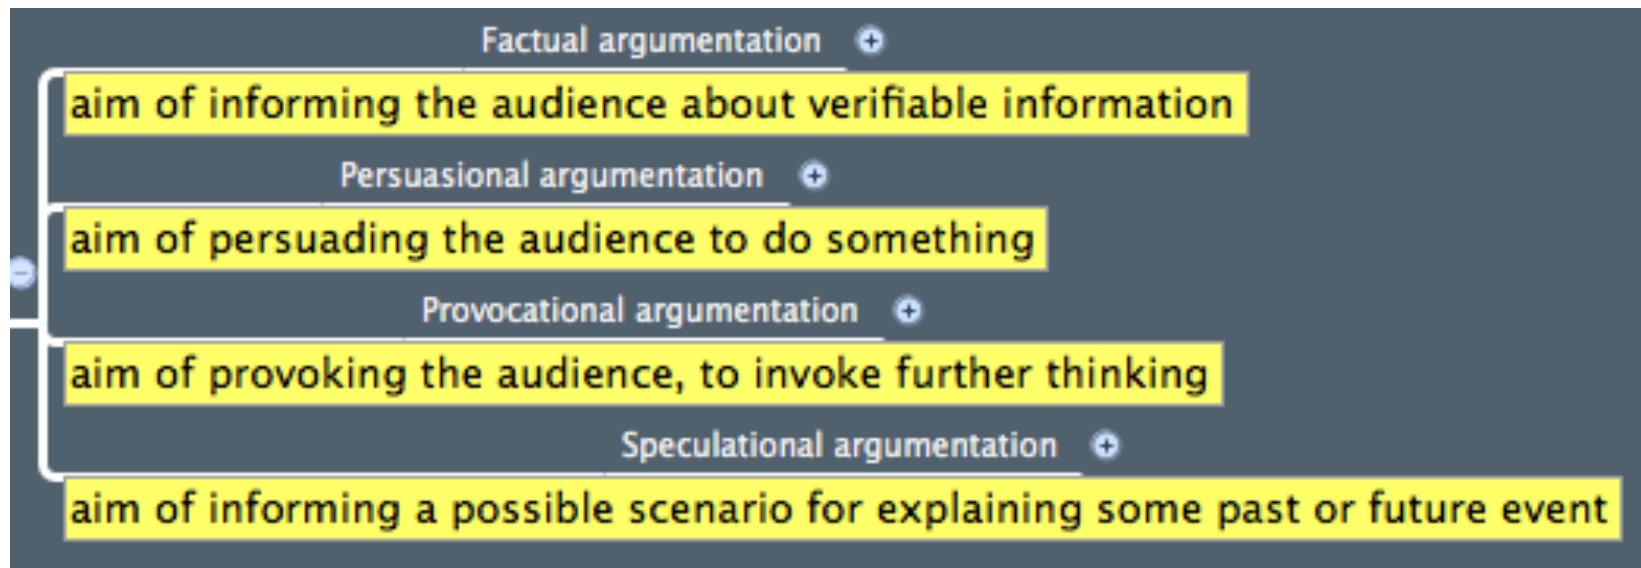 Factual argumentation
aim of informing the audience about verifiable information
Persuasional argumentation
aim of persuading the audience to do something
Provocational argumentation
aim of provoking the audience, to invoke further thinking
Speculational argumentation
aim of informing a possible scenario for explaining some past or future event